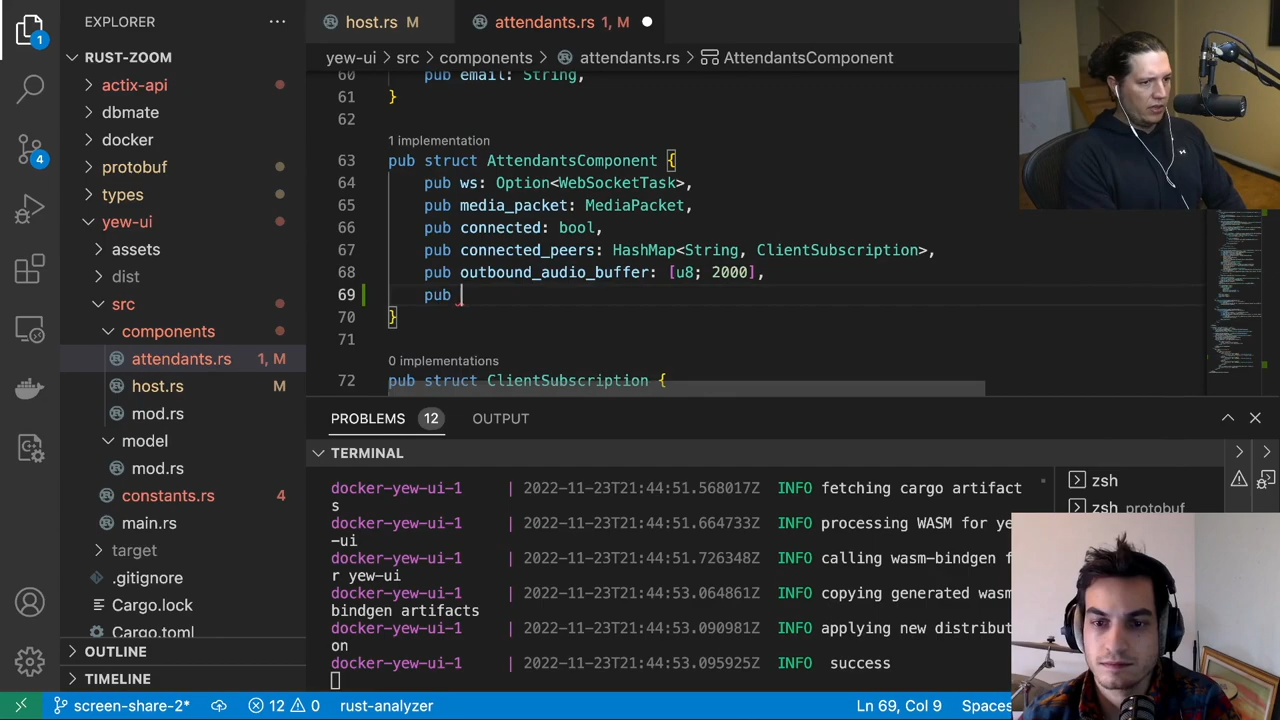 EXPLORER
host.rs M
attendants.rs 1, M
RUST-ZOOM
yew-ui > src > components > attendants.rs > AttendantsComponent
1
4
actix-api
dbmate
docker
protobuf
types
yew-ui
assets
dist
src
components
attendants.rs 1, M
host.rs M
mod.rs
model
mod.rs
constants.rs 4
main.rs
target
.gitignore
Cargo.lock
Cargo.toml
OUTLINE
TIMELINE
60 pub email: String,
61 }
62
1 implementation
63 pub struct AttendantsComponent {
64 pub ws: Option<WebSocketTask>,
65 pub media_packet: MediaPacket,
66 pub connected: bool,
67 pub connected_peers: HashMap<String, ClientSubscription>,
68 pub outbound_audio_buffer: [u8; 2000],
69 pub
70 }
71
0 implementations
72 pub struct ClientSubscription {
PROBLEMS 12 OUTPUT
TERMINAL
docker-yew-ui-1 | 2022-11-23T21:44:51.568017Z INFO fetching cargo artifact
s
docker-yew-ui-1 | 2022-11-23T21:44:51.664733Z INFO processing WASM for ye
-ui
docker-yew-ui-1 | 2022-11-23T21:44:51.726348Z INFO calling wasm-bindgen f
r yew-ui
docker-yew-ui-1 | 2022-11-23T21:44:53.064861Z INFO copying generated wasm
bindgen artifacts
docker-yew-ui-1 | 2022-11-23T21:44:53.090981Z INFO applying new distribut
on
docker-yew-ui-1 | 2022-11-23T21:44:53.095925Z INFO success
zsh
zsh protobuf
screen-share-2* 12 0 rust-analyzer
Ln 69, Col 9 Spaces